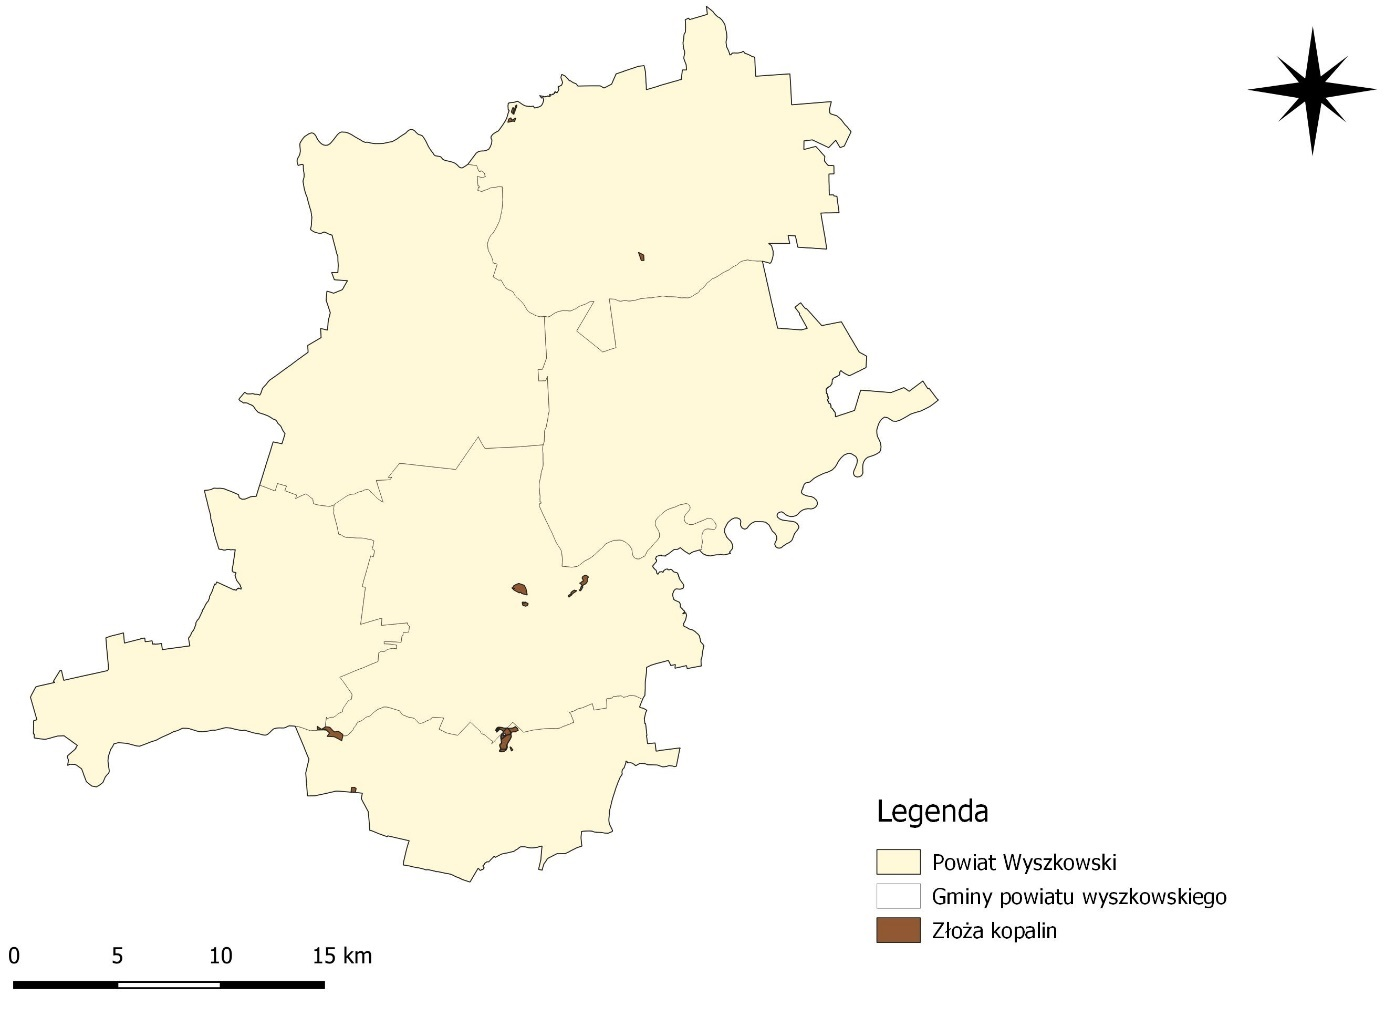 Legenda
Powiat Wyszkowski
Gminy powiatu wyszkowskiego
Złoża kopalin
0 5 10 15 km